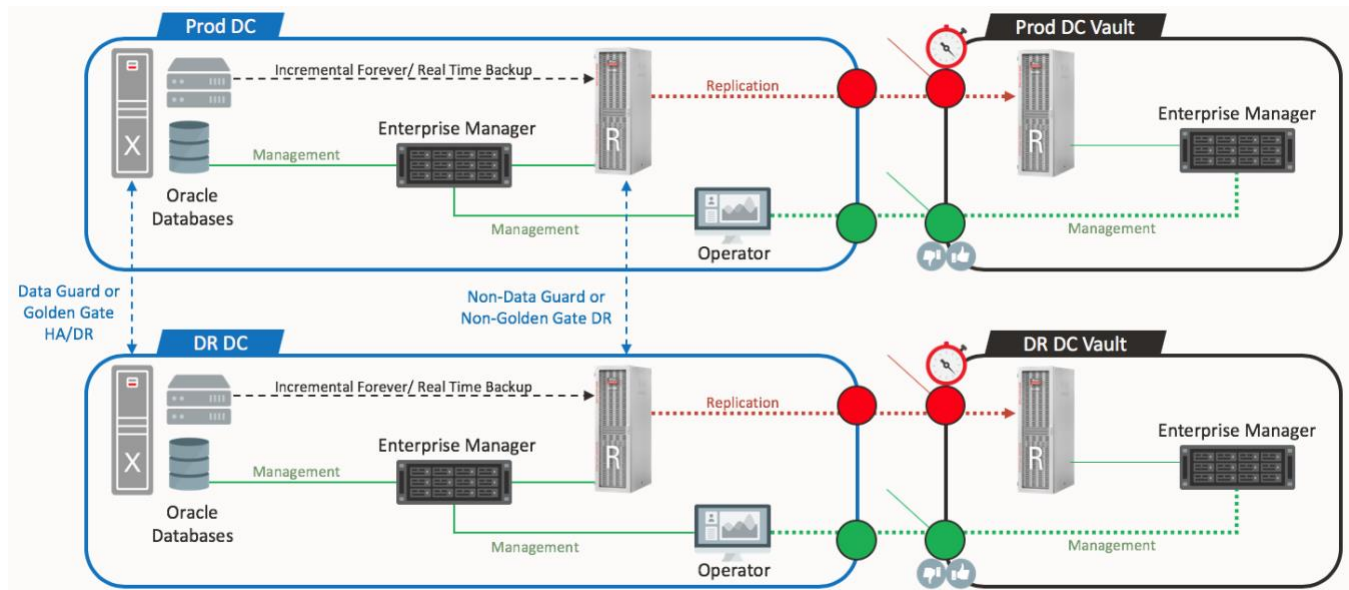 Prod DC
Prod DC Vault
Incremental Forever/ Real Time Backup
Replication
X
R
R
Enterprise Manager
Enterprise Manager
Management
Oracle
Databases
Management
Operator
Management
Data Guard or
Golden Gate
HA/DR
Non-Data Guard or
Non-Golden Gate DR
DR DC
DR DC Vault
Incremental Forever/ Real Time Backup
Replication
X
R
R
Enterprise Manager
Enterprise Manager
Management
Oracle
Databases
Management
Operator
Management